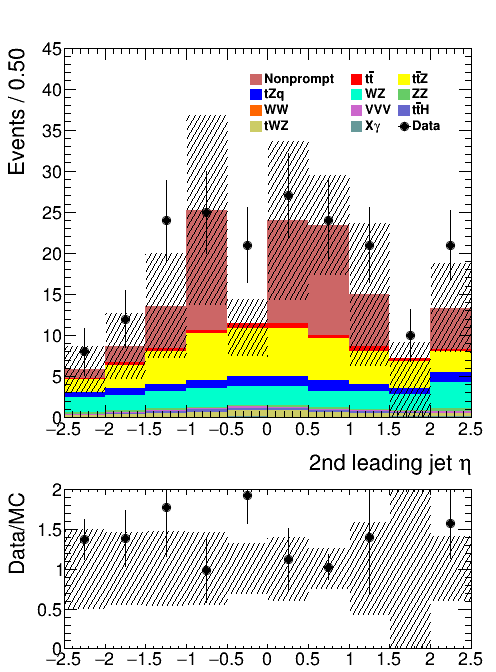 Events / 0.50
45
40
35
30
25
20
15
10
5
0
Nonprompt tt̄ tt̄Z
tZq WZ ZZ
WW VVV tt̄H
tWZ Xγ Data
−2.5 −2 −1.5 −1 −0.5 0 0.5 1 1.5 2 2.5
2nd leading jet η
Data/MC
2
1.5
1
0.5
0
−2.5 −2 −1.5 −1 −0.5 0 0.5 1 1.5 2 2.5